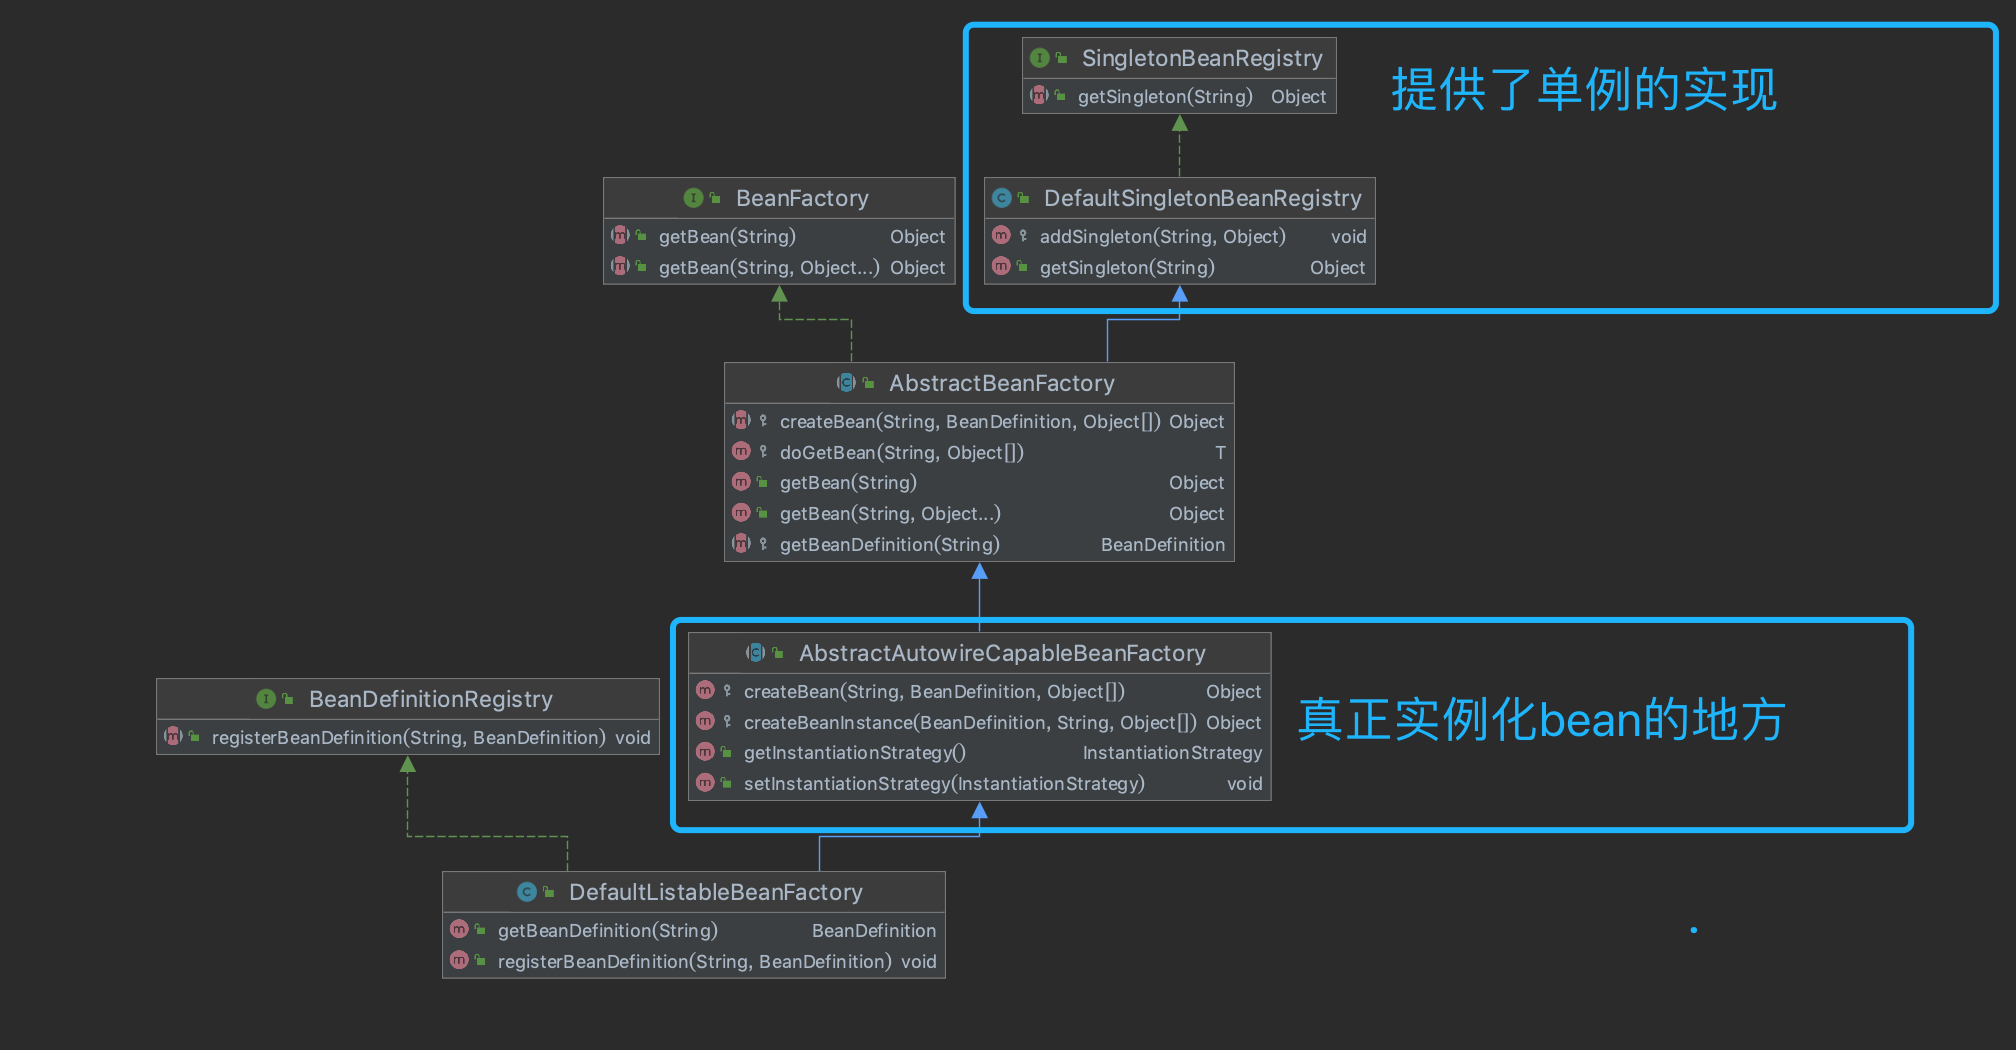 SingletonBeanRegistry
getSingleton(String) Object
提供了单例的实现
BeanFactory
getBean(String) Object
getBean(String, Object...) Object
DefaultSingletonBeanRegistry
addSingleton(String, Object) void
getSingleton(String) Object
AbstractBeanFactory
createBean(String, BeanDefinition, Object[]) Object
doGetBean(String, Object[]) T
getBean(String) Object
getBean(String, Object...) Object
getBeanDefinition(String) BeanDefinition
AbstractAutowireCapableBeanFactory
createBean(String, BeanDefinition, Object[]) Object
createBeanInstance(BeanDefinition, String, Object[]) Object
getInstantiationStrategy() InstantiationStrategy
setInstantiationStrategy(InstantiationStrategy) void
真正实例化bean的地方
BeanDefinitionRegistry
registerBeanDefinition(String, BeanDefinition) void
DefaultListableBeanFactory
getBeanDefinition(String) BeanDefinition
registerBeanDefinition(String, BeanDefinition) void